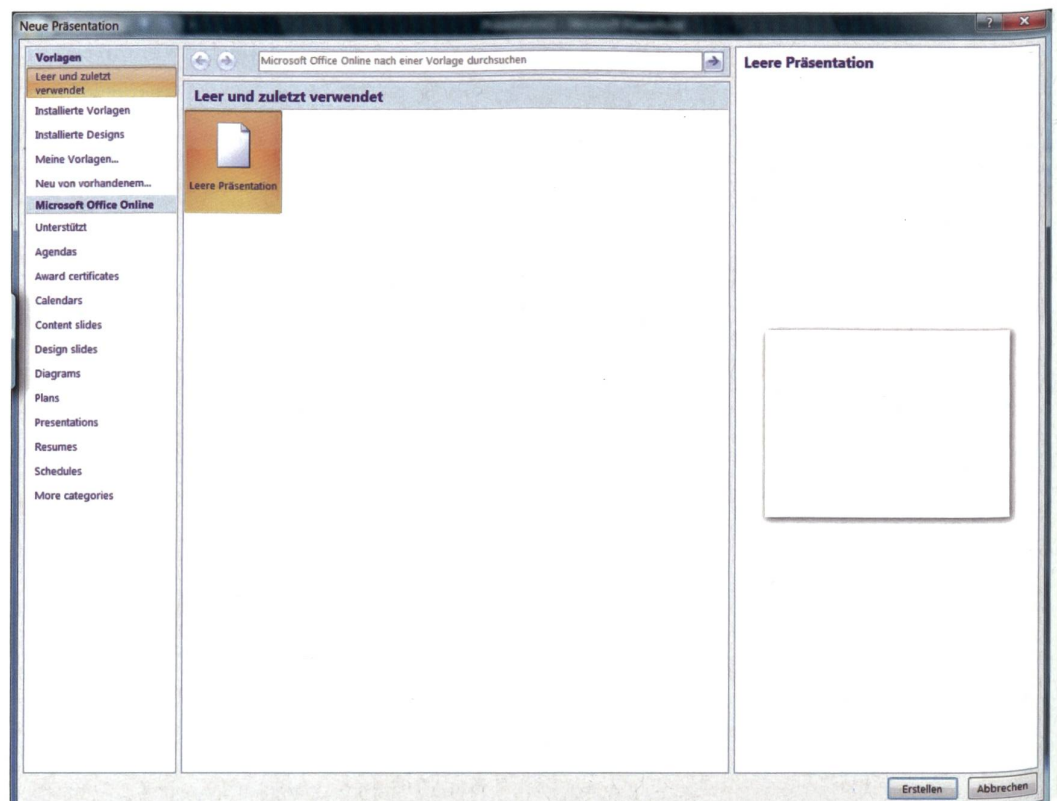 Neue Präsentation
?
Vorlagen
Leer und zuletzt
verwendet
Installierte Vorlagen
Installierte Designs
Meine Vorlagen...
Neu von vorhandenem...
Microsoft Office Online
Unterstützt
Agendas
Award certificates
Calendars
Content slides
Design slides
Diagrams
Plans
Presentations
Resumes
Schedules
More categories
Microsoft Office Online nach einer Vorlage durchsuchen
Leer und zuletzt verwendet
Leere Präsentation
Leere Präsentation
Erstellen
Abbrechen